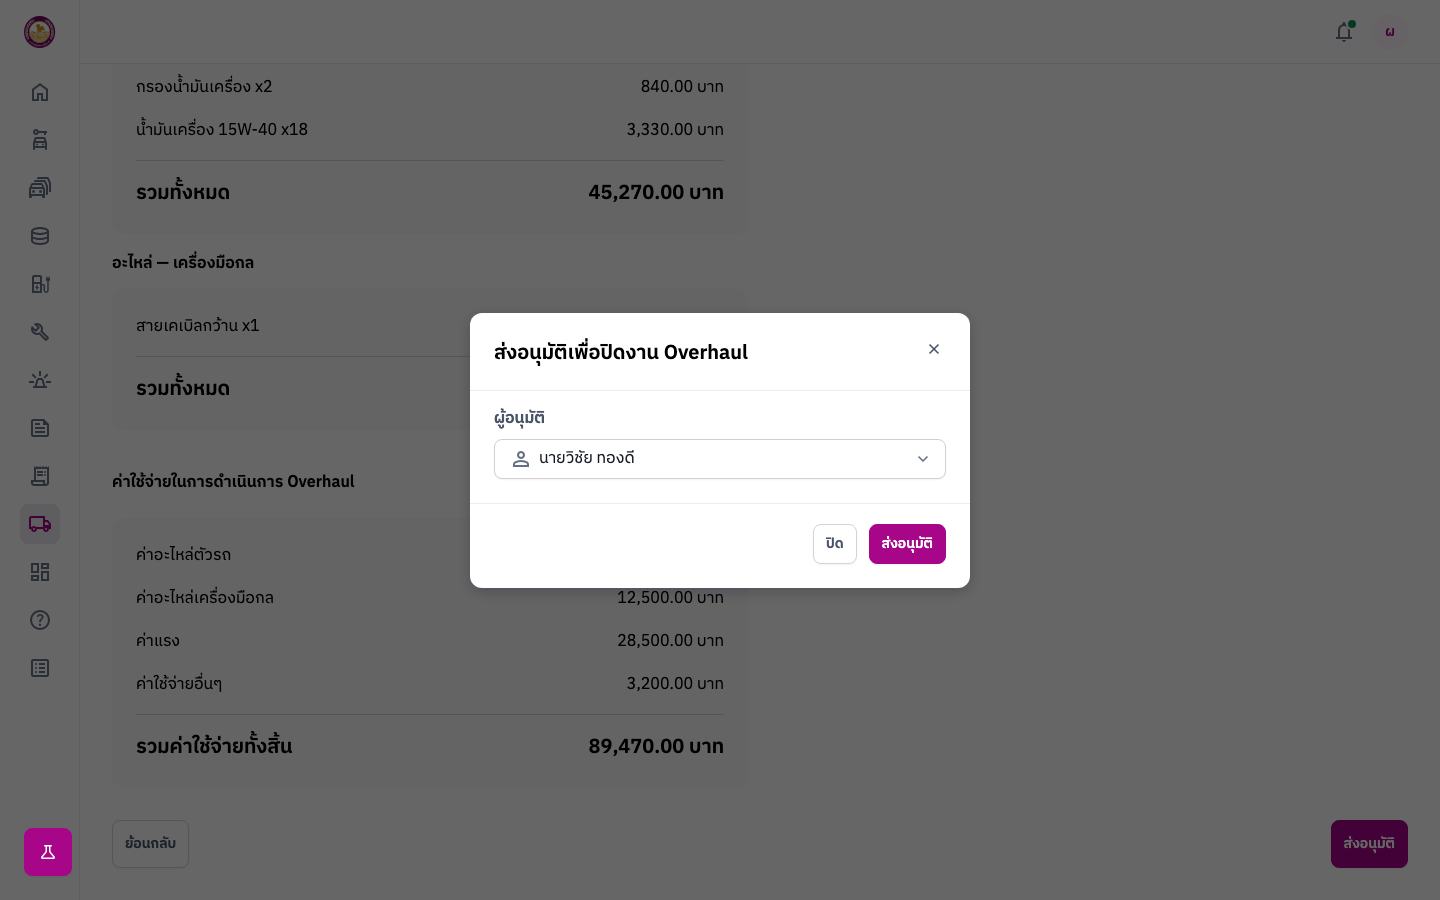 ผ
กรองน้ำมันเครื่อง x2 840.00 บาท
น้ำมันเครื่อง 15W-40 x18 3,330.00 บาท
รวมทั้งหมด 45,270.00 บาท
อะไหล่ — เครื่องมือกล
สายเคเบิลกว้าน x1
รวมทั้งหมด
ส่งอนุมัติเพื่อปิดงาน Overhaul
ผู้อนุมัติ
นายวิชัย ทองดี
ปิด ส่งอนุมัติ
ค่าใช้จ่ายในการดำเนินการ Overhaul
ค่าอะไหล่ตัวรถ
ค่าอะไหล่เครื่องมือกล 12,500.00 บาท
ค่าแรง 28,500.00 บาท
ค่าใช้จ่ายอื่นๆ 3,200.00 บาท
รวมค่าใช้จ่ายทั้งสิ้น 89,470.00 บาท
ย้อนกลับ ส่งอนุมัติ